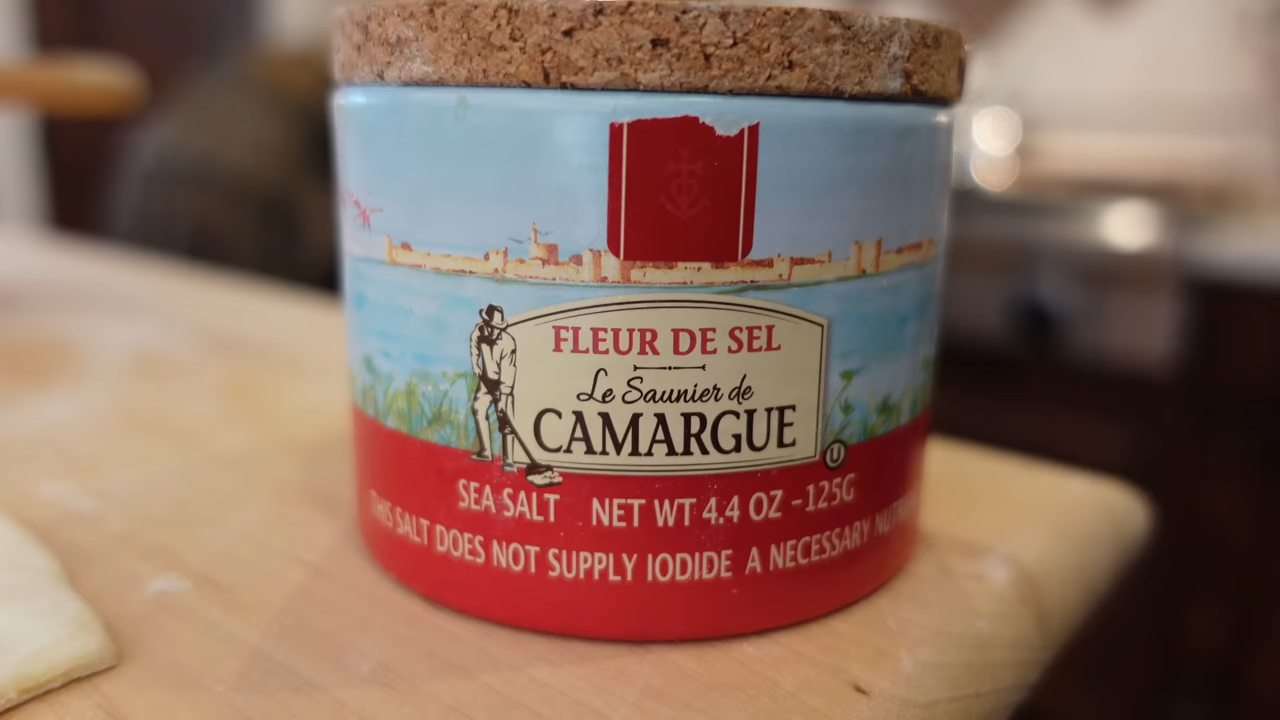 FLEUR DE SEL
Le Saunier de
CAMARGUE
U
SEA SALT NET WT 4.4 OZ -125G
THIS SALT DOES NOT SUPPLY IODIDE A NECESSARY